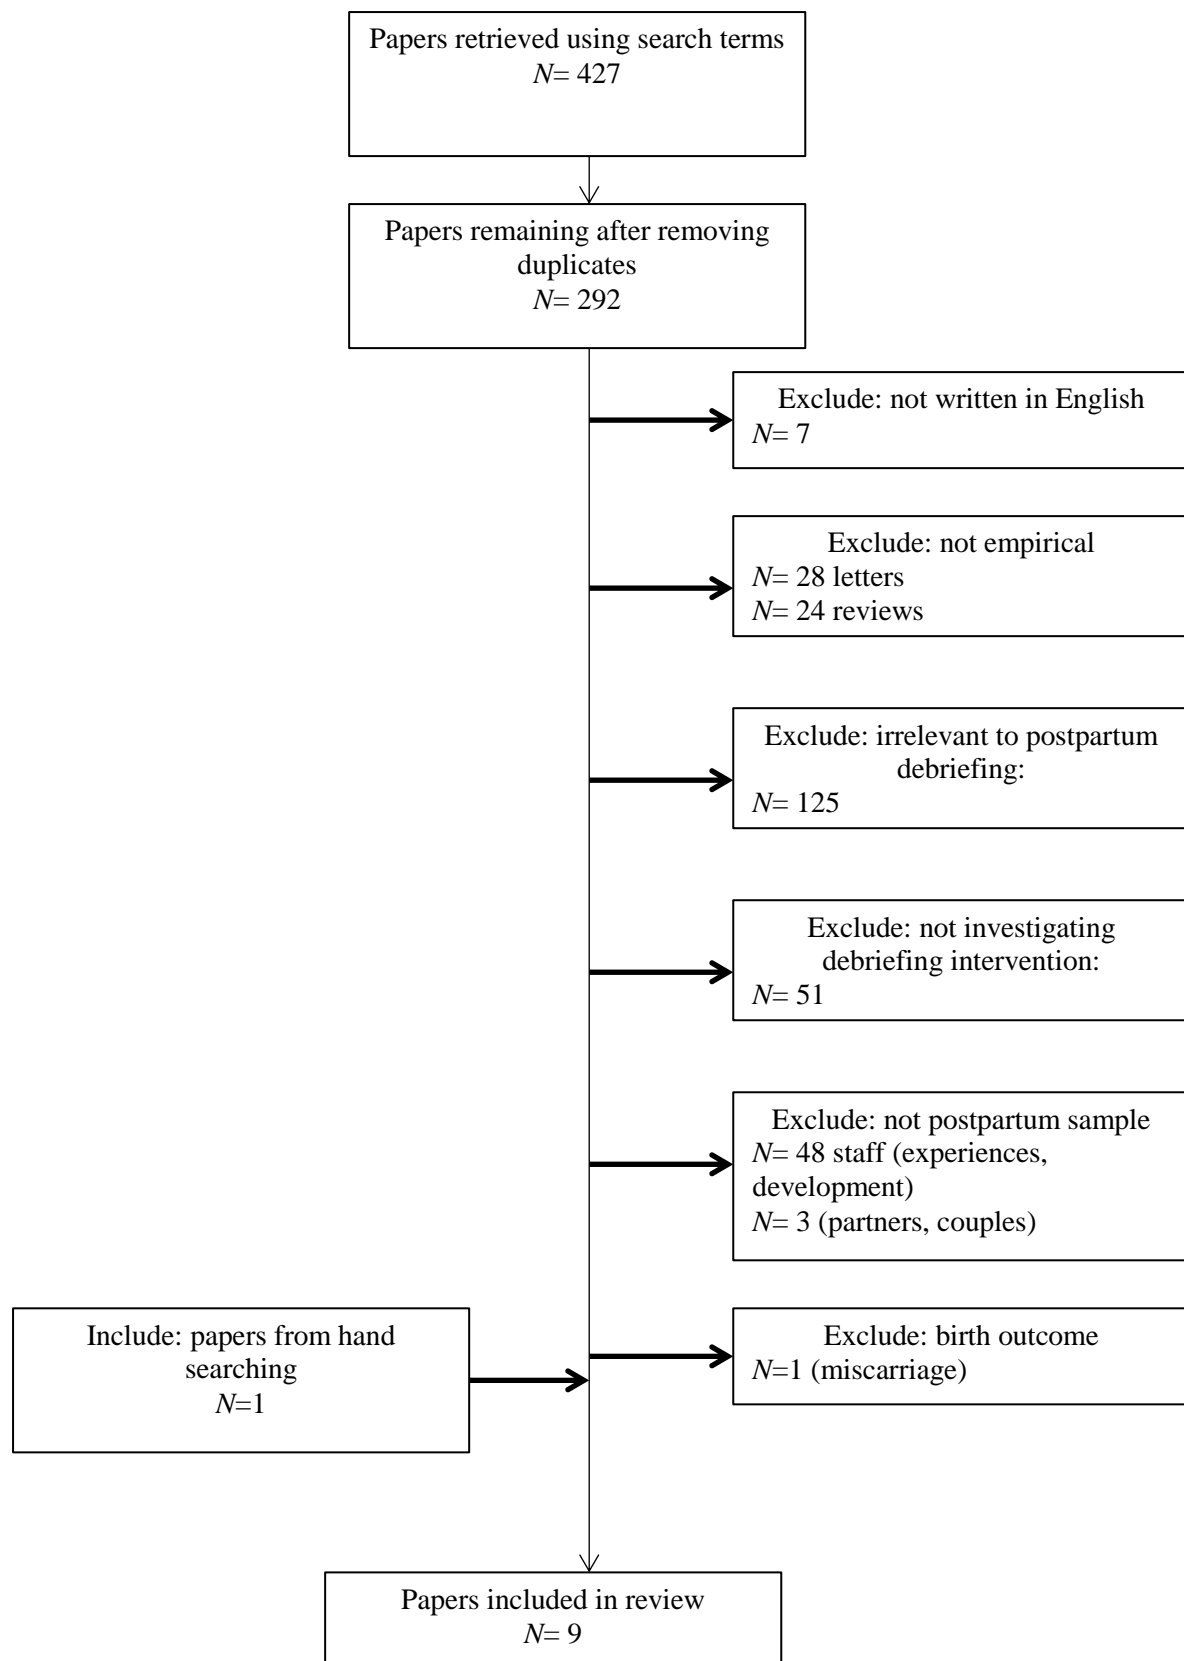 Papers retrieved using search terms
N= 427
Papers remaining after removing
duplicates
N= 292
Exclude: not written in English
N= 7
Exclude: not empirical
N= 28 letters
N= 24 reviews
Exclude: irrelevant to postpartum
debriefing:
N= 125
Exclude: not investigating
debriefing intervention:
N= 51
Exclude: not postpartum sample
N= 48 staff (experiences,
development)
N= 3 (partners, couples)
Include: papers from hand
searching
N=1
Exclude: birth outcome
N=1 (miscarriage)
Papers included in review
N= 9